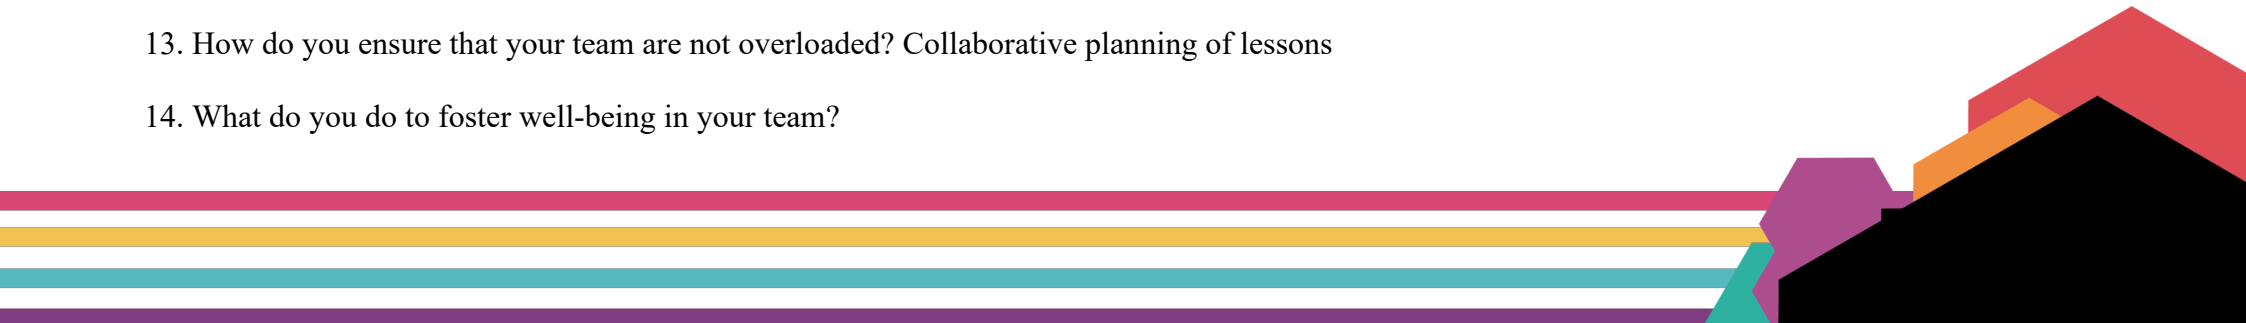 13. How do you ensure that your team are not overloaded? Collaborative planning of lessons
14. What do you do to foster well-being in your team?